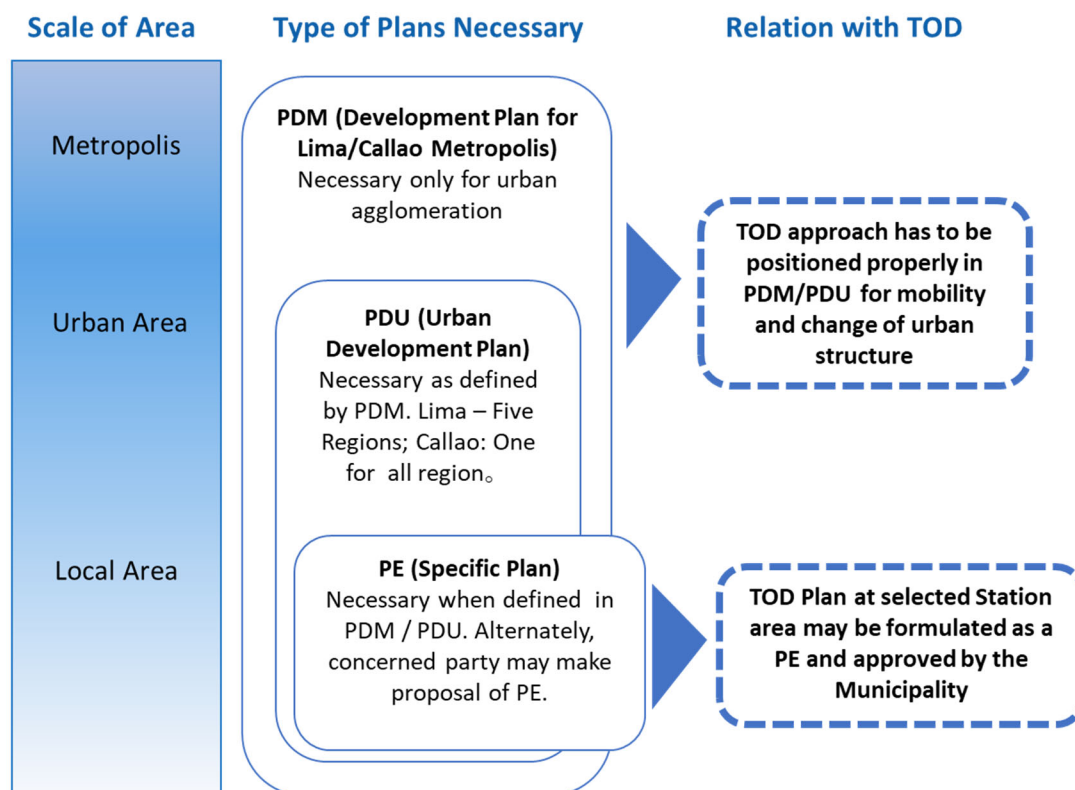 Scale of Area
Type of Plans Necessary
Relation with TOD
Metropolis
Urban Area
Local Area
PDM (Development Plan for
Lima/Callao Metropolis)
Necessary only for urban
agglomeration
PDU (Urban
Development Plan)
Necessary as defined
by PDM. Lima – Five
Regions; Callao: One
for all region。
PE (Specific Plan)
Necessary when defined in
PDM / PDU. Alternately,
concerned party may make
proposal of PE.
TOD approach has to be
positioned properly in
PDM/PDU for mobility
and change of urban
structure
TOD Plan at selected Station
area may be formulated as a
PE and approved by the
Municipality